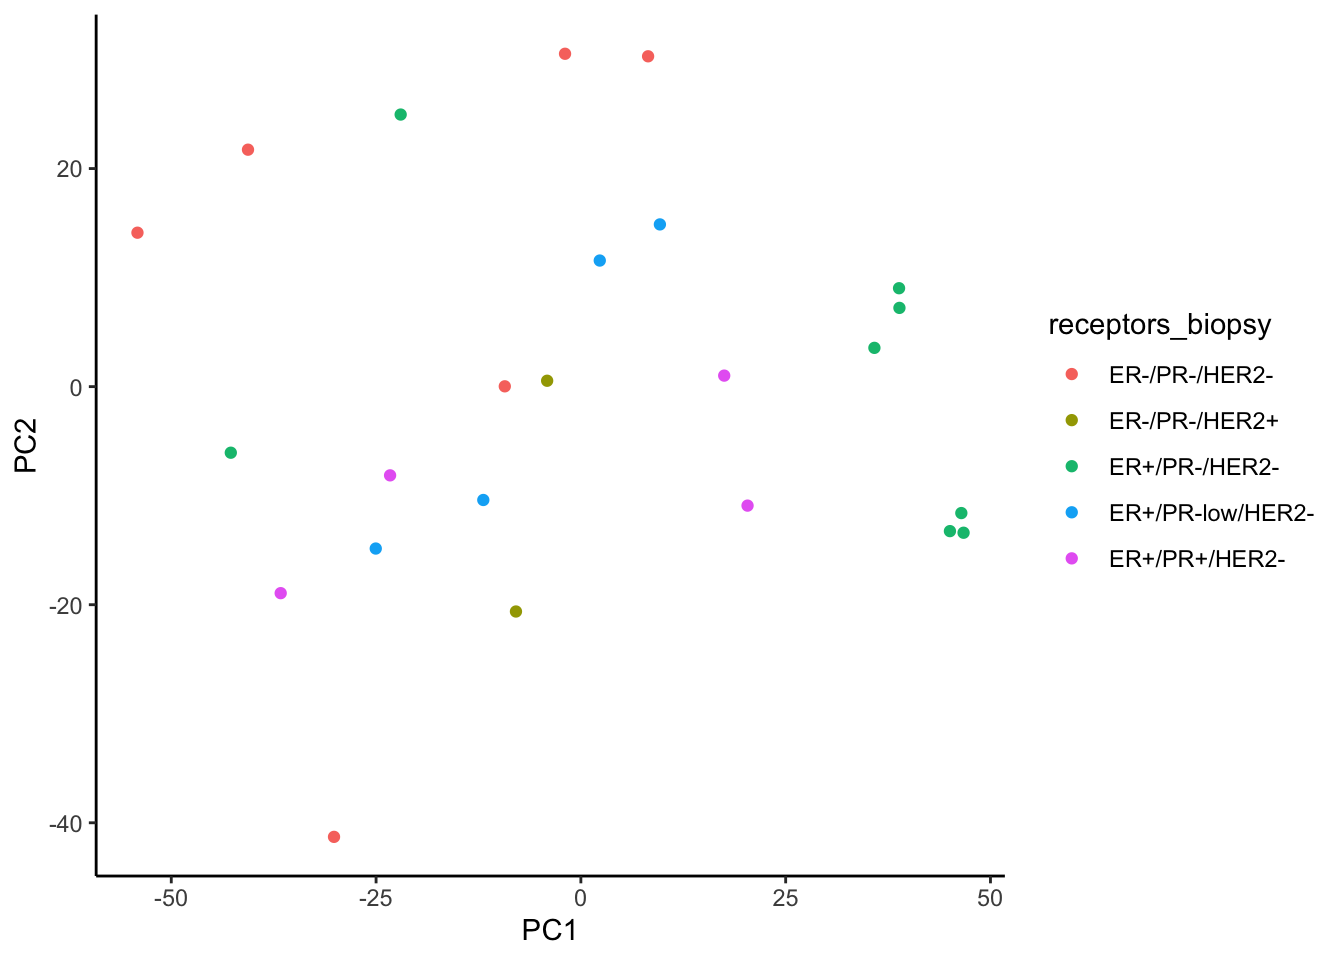 20
0
-20
-40
PC2
-50
-25
0
25
50
PC1
receptors_biopsy
ER-/PR-/HER2-
ER-/PR-/HER2+
ER+/PR-/HER2-
ER+/PR-low/HER2-
ER+/PR+/HER2-